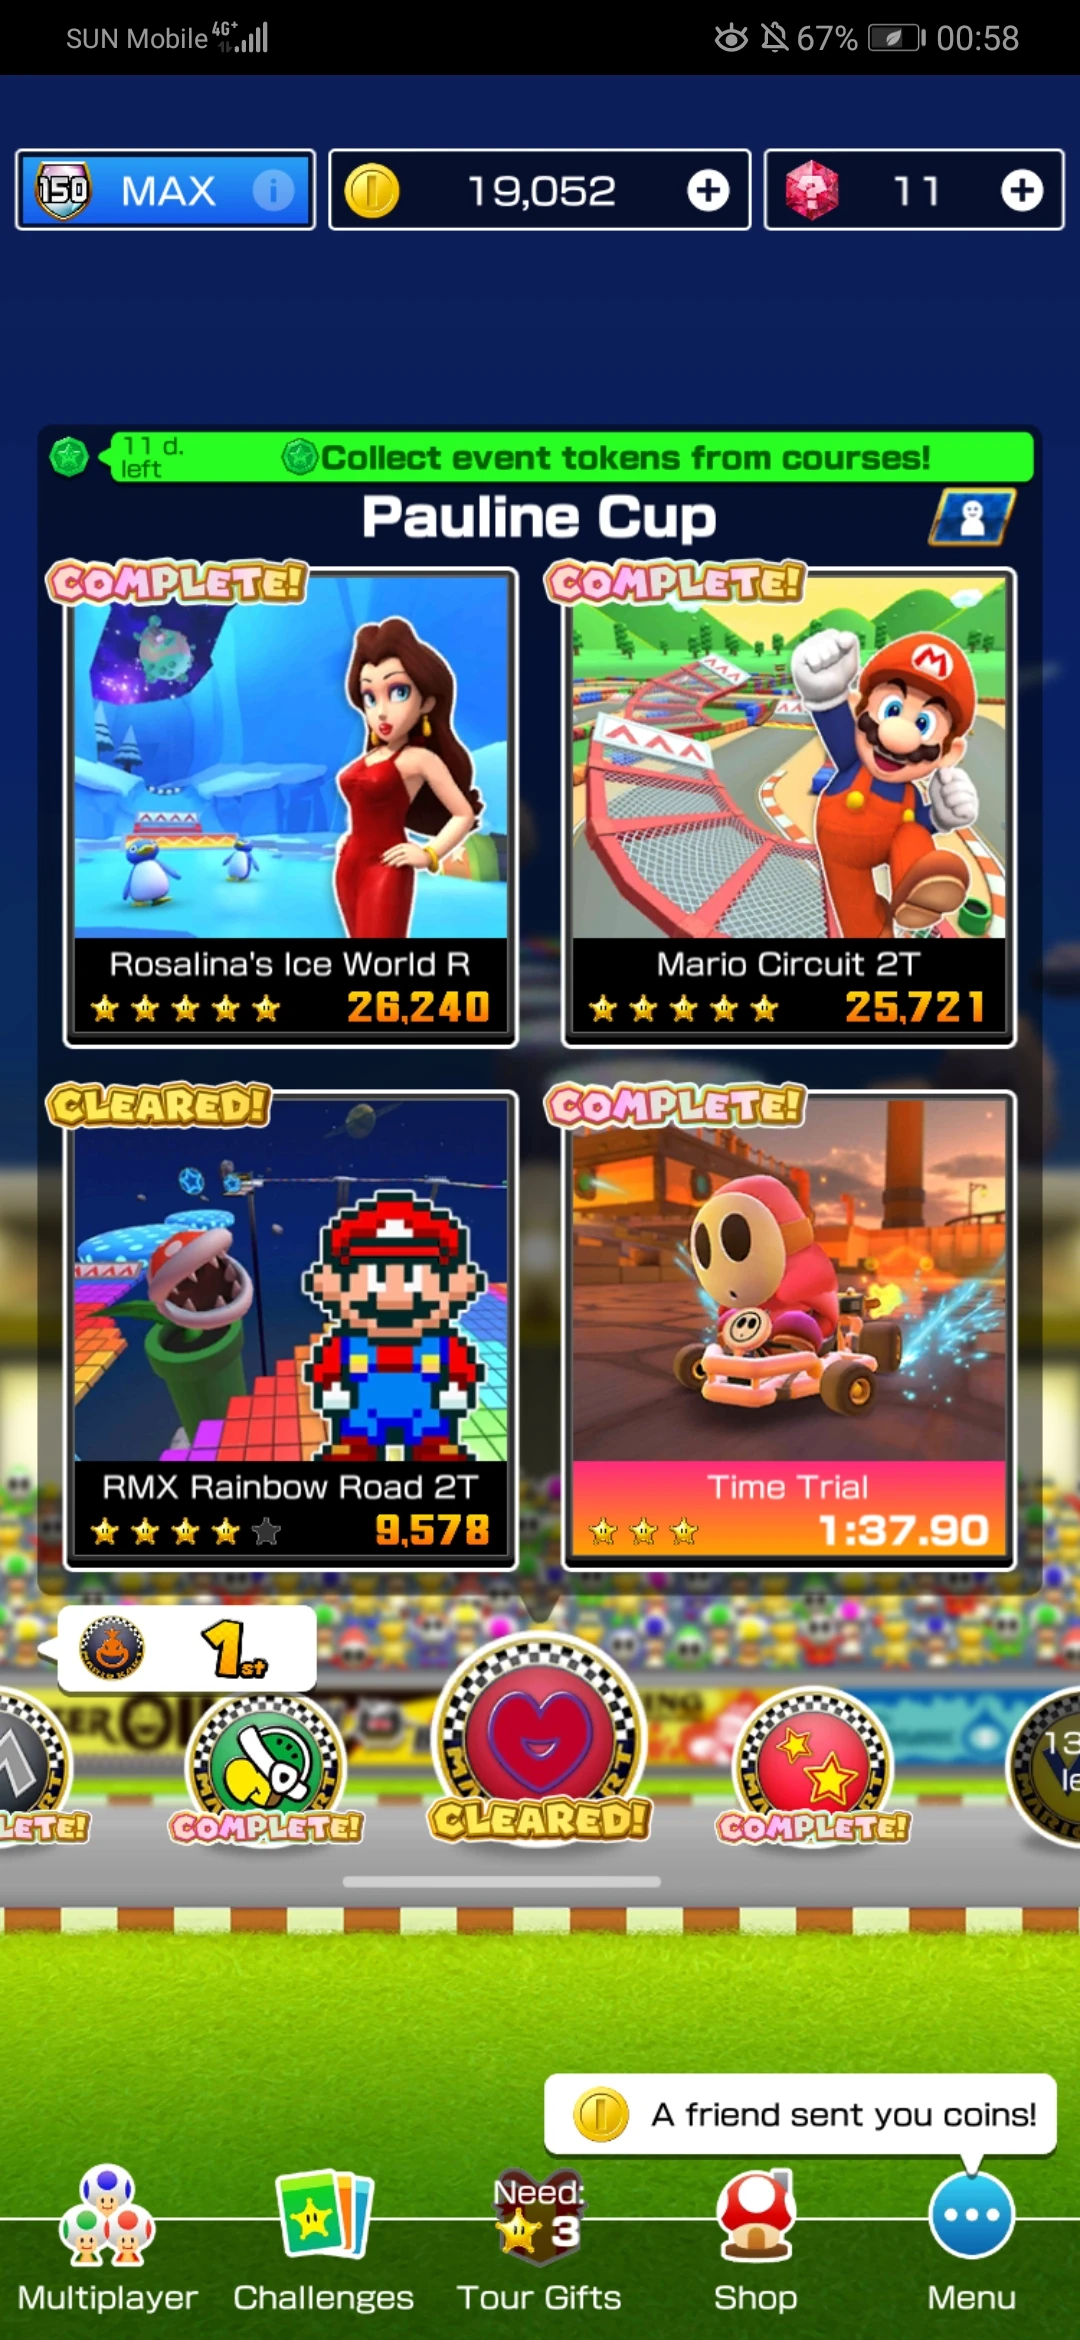 SUN Mobile 4G+ 67% 00:58
150 MAX i 19,052 11
11 d.
left
Collect event tokens from courses!
Pauline Cup
COMPLETE! COMPLETE!
M
Rosalina's Ice World R
26,240
Mario Circuit 2T
25,721
CLEARED! COMPLETE!
RMX Rainbow Road 2T
9,578
Time Trial
1:37.90
1st
COMPLETE! CLEARED! COMPLETE!
A friend sent you coins!
Need:
3
Multiplayer Challenges Tour Gifts Shop Menu